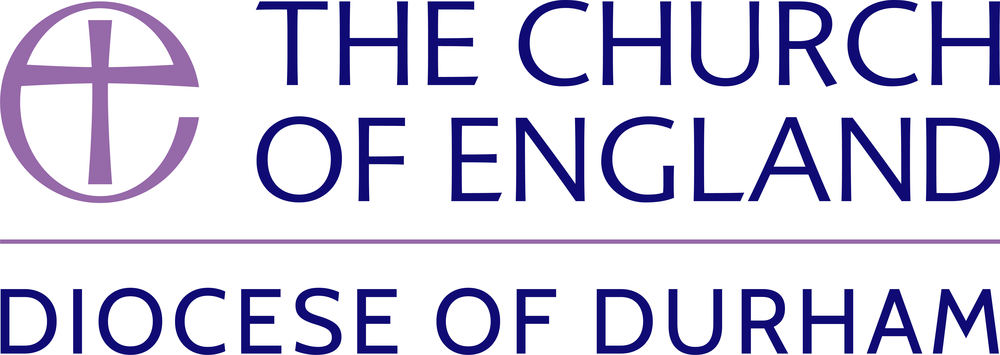 THE CHURCH
OF ENGLAND
DIOCESE OF DURHAM